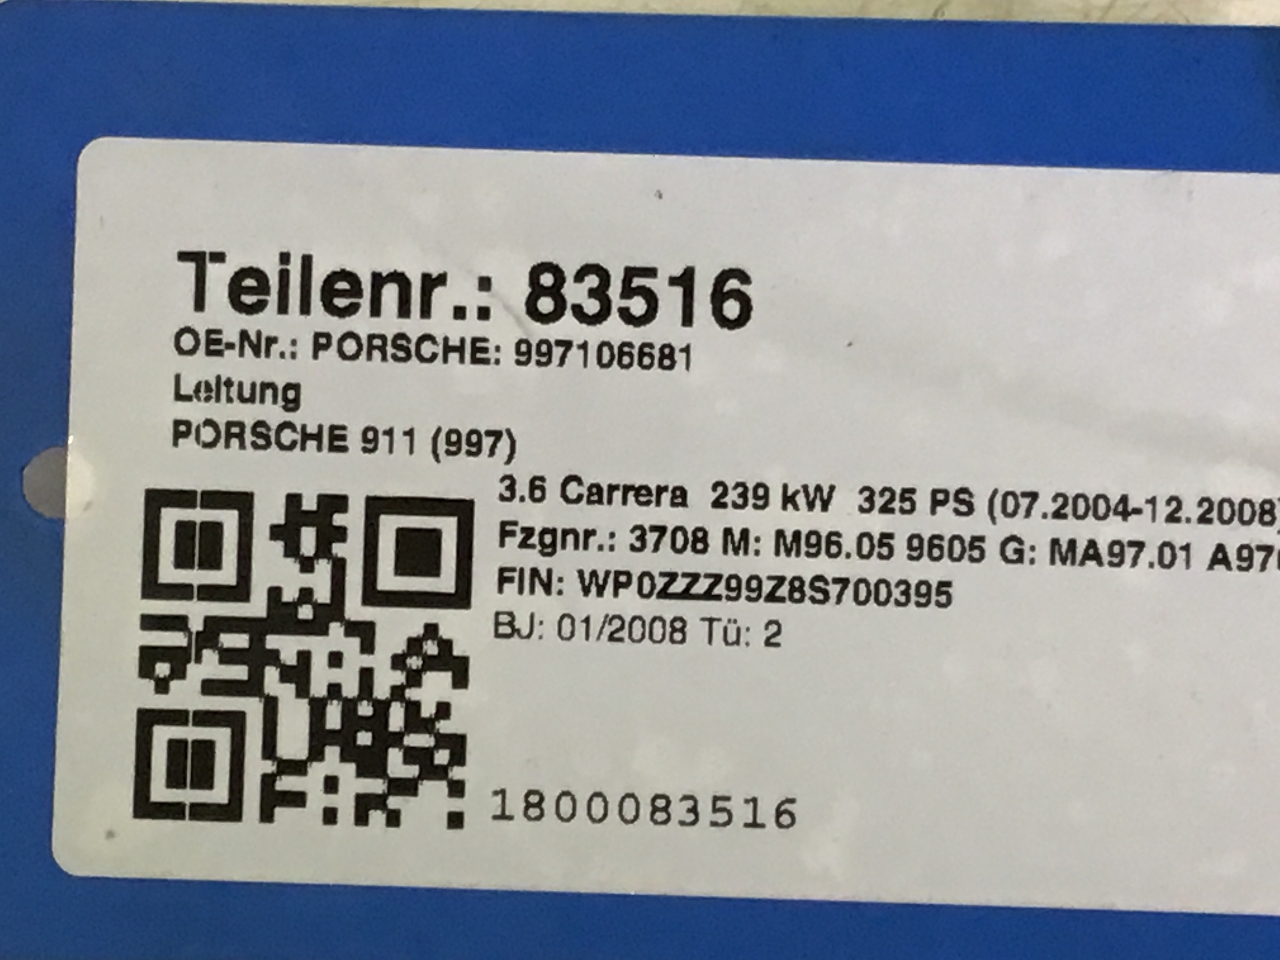 Teilenr.: 83516
OE-Nr.: PORSCHE: 997106681
Leitung
PORSCHE 911 (997)
3.6 Carrera 239 kW 325 PS (07.2004-12.2008)
Fzgnr.: 3708 M: M96.05 9605 G: MA97.01
FIN: WP0ZZZ99Z8S700395
BJ: 01/2008 Tü: 2
1800083516